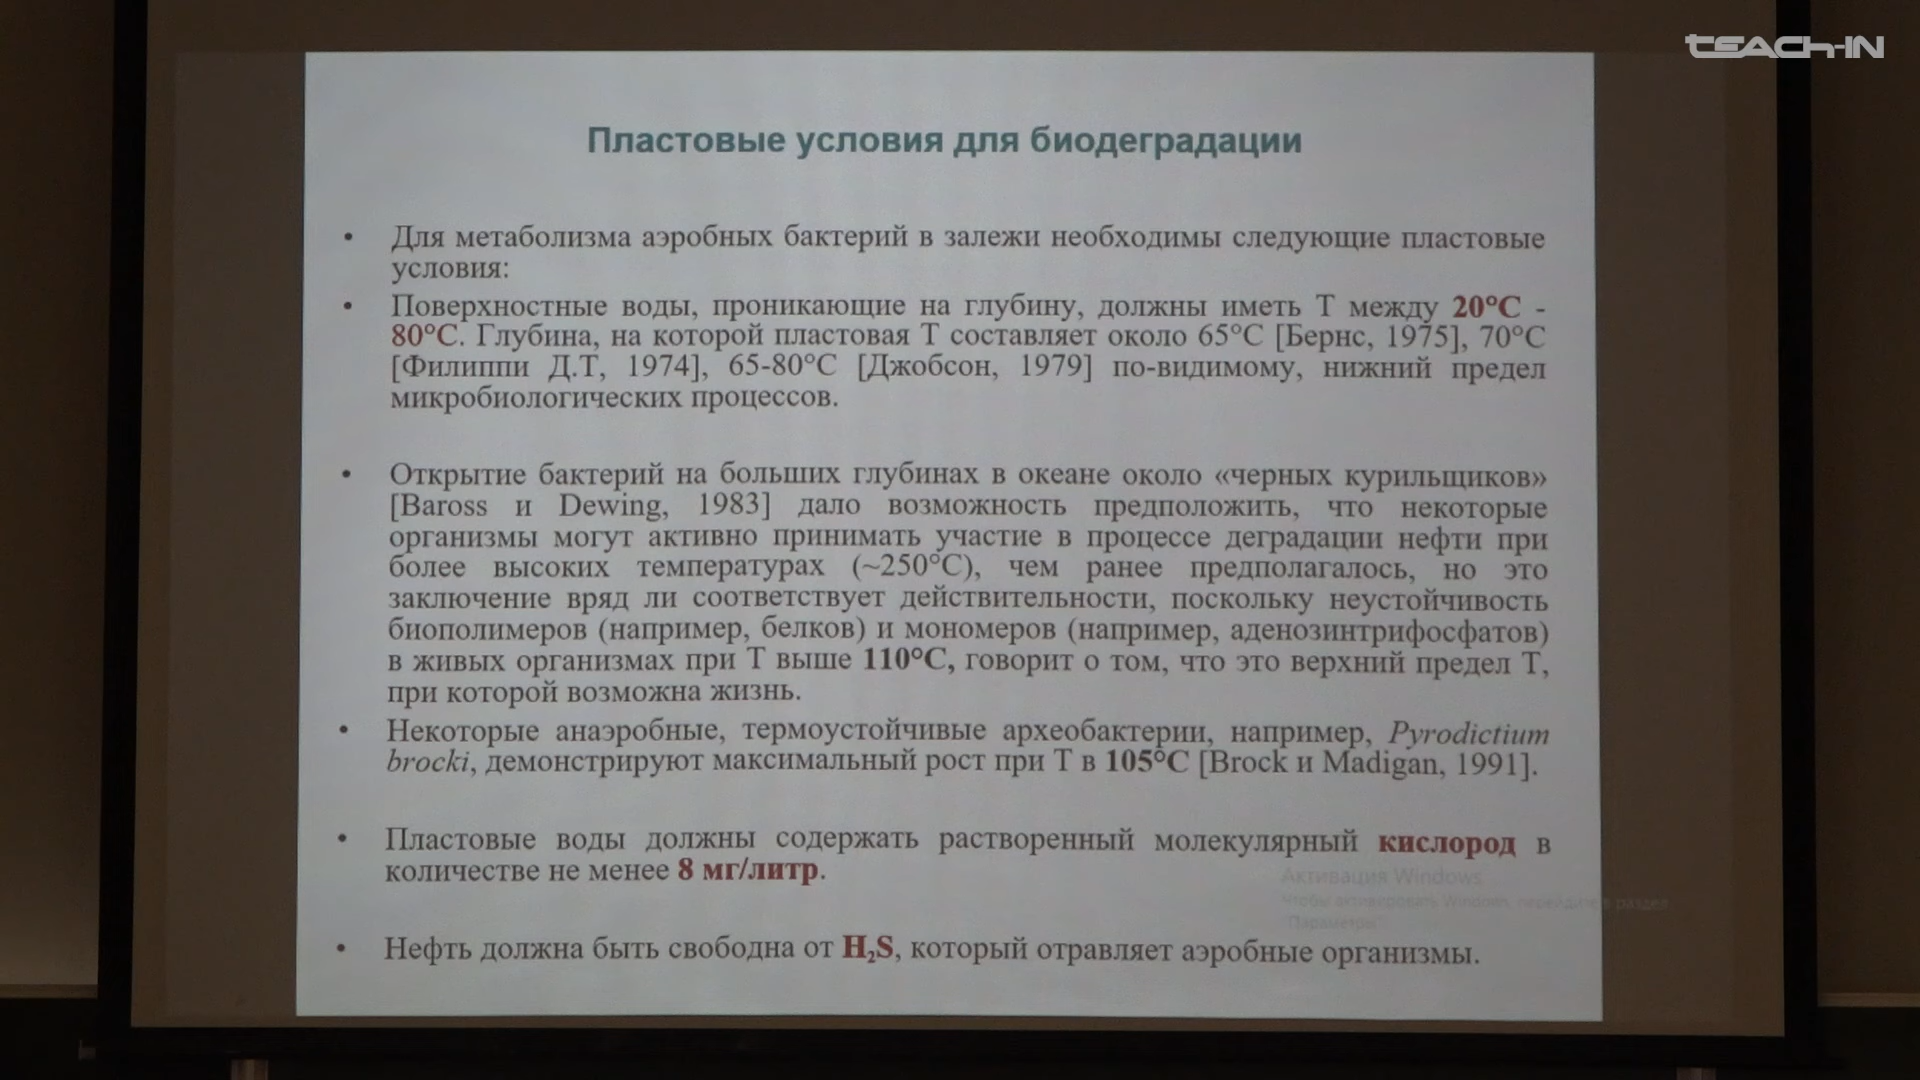 TEACH-IN
Пластовые условия для биодеградации
• Для метаболизма аэробных бактерий в залежи необходимы следующие пластовые
условия:
• Поверхностные воды, проникающие на глубину, должны иметь Т между 20°С -
80°С. Глубина, на которой пластовая Т составляет около 65°С [Бернс, 1975], 70°С
[Филиппи Д.Т, 1974], 65-80°С [Джобсон, 1979] по-видимому, нижний предел
микробиологических процессов.
• Открытие бактерий на больших глубинах в океане около «черных курильщиков»
[Baross и Dewing, 1983] дало возможность предположить, что некоторые
организмы могут активно принимать участие в процессе деградации нефти при
более высоких температурах (~250°С), чем ранее предполагалось, но это
заключение вряд ли соответствует действительности, поскольку неустойчивость
биополимеров (например, белков) и мономеров (например, аденозинтрифосфатов)
в живых организмах при Т выше 110°С, говорит о том, что это верхний предел Т,
при которой возможна жизнь.
• Некоторые анаэробные, термоустойчивые археобактерии, например, Pyrodictium
brocki, демонстрируют максимальный рост при Т в 105°С [Brock и Madigan, 1991].
• Пластовые воды должны содержать растворенный молекулярный кислород в
количестве не менее 8 мг/литр.
Активация Windows
Чтобы активировать Windows, перейдите в раздел
"Параметры".
• Нефть должна быть свободна от H₂S, который отравляет аэробные организмы.